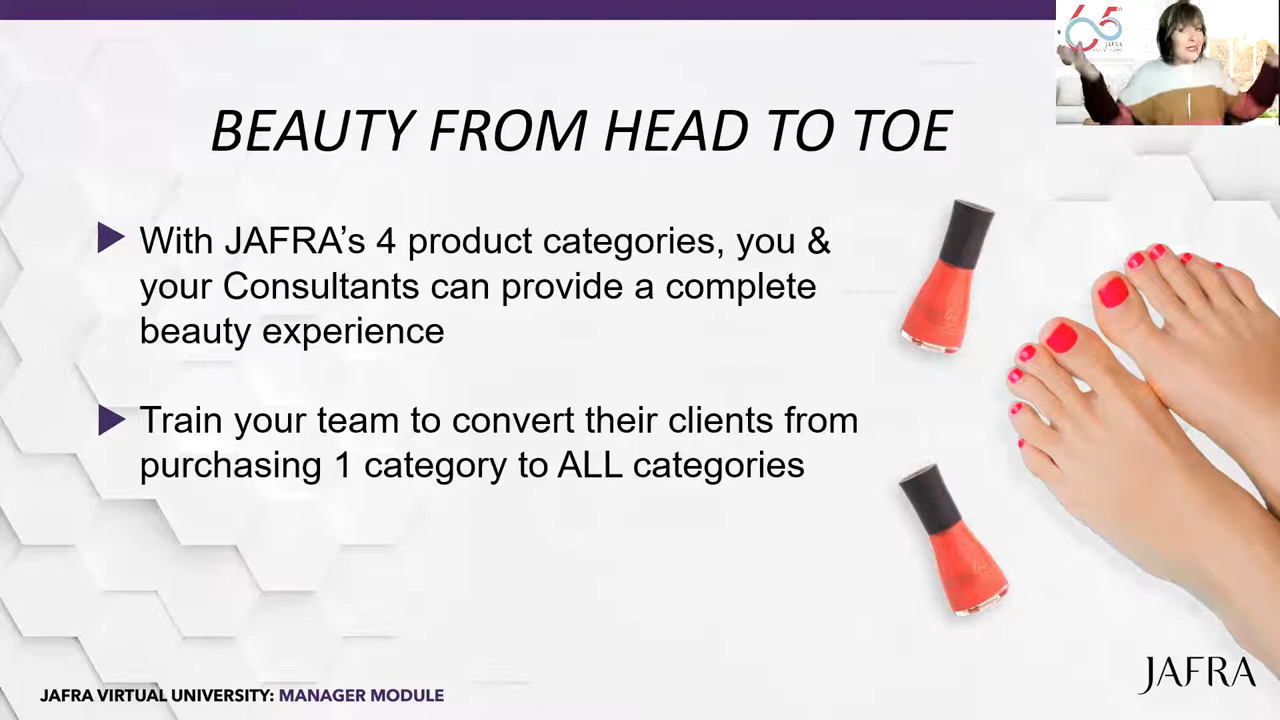 65
JAFRA
BEAUTY FROM HEAD TO TOE
With JAFRA’s 4 product categories, you &
your Consultants can provide a complete
beauty experience
Train your team to convert their clients from
purchasing 1 category to ALL categories
JAFRA
JAFRA VIRTUAL UNIVERSITY: MANAGER MODULE